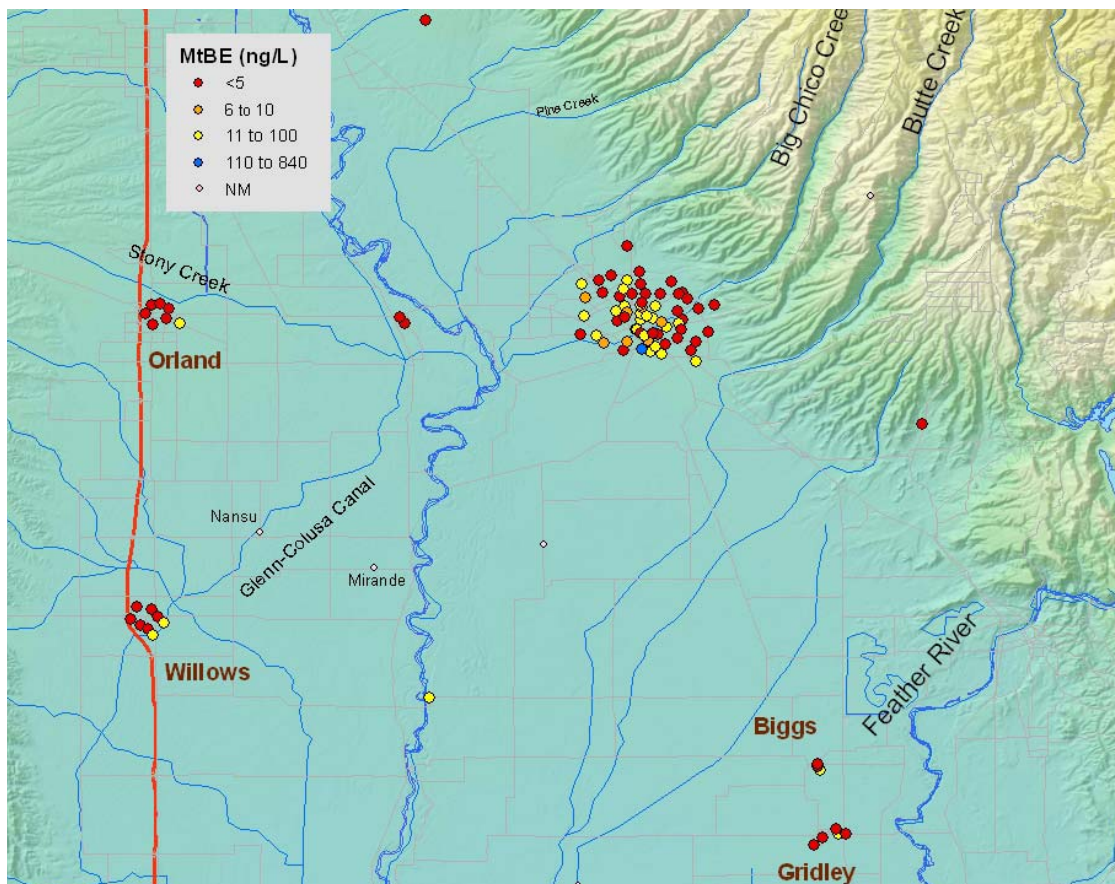 MtBE (ng/L)
<5
6 to 10
11 to 100
110 to 840
NM
Pine Creek
Big Chico Creek
Butte Creek
Stony Creek
Orland
Nansu
Glenn-Colusa Canal
Mirande
Willows
Feather River
Biggs
Gridley